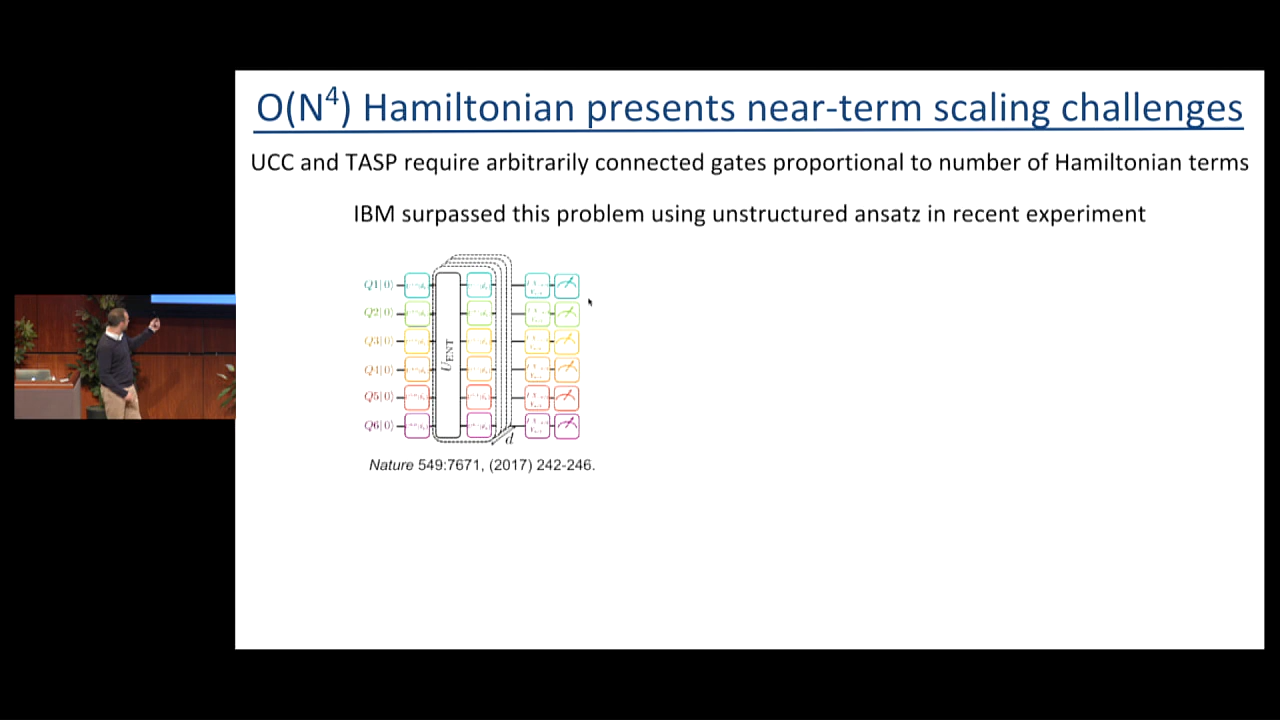 O(N⁴) Hamiltonian presents near-term scaling challenges
UCC and TASP require arbitrarily connected gates proportional to number of Hamiltonian terms
IBM surpassed this problem using unstructured ansatz in recent experiment
Q1|0⟩
Q2|0⟩
Q3|0⟩
Q4|0⟩
Q5|0⟩
Q6|0⟩
U_ENT
d
Nature 549:7671, (2017) 242-246.